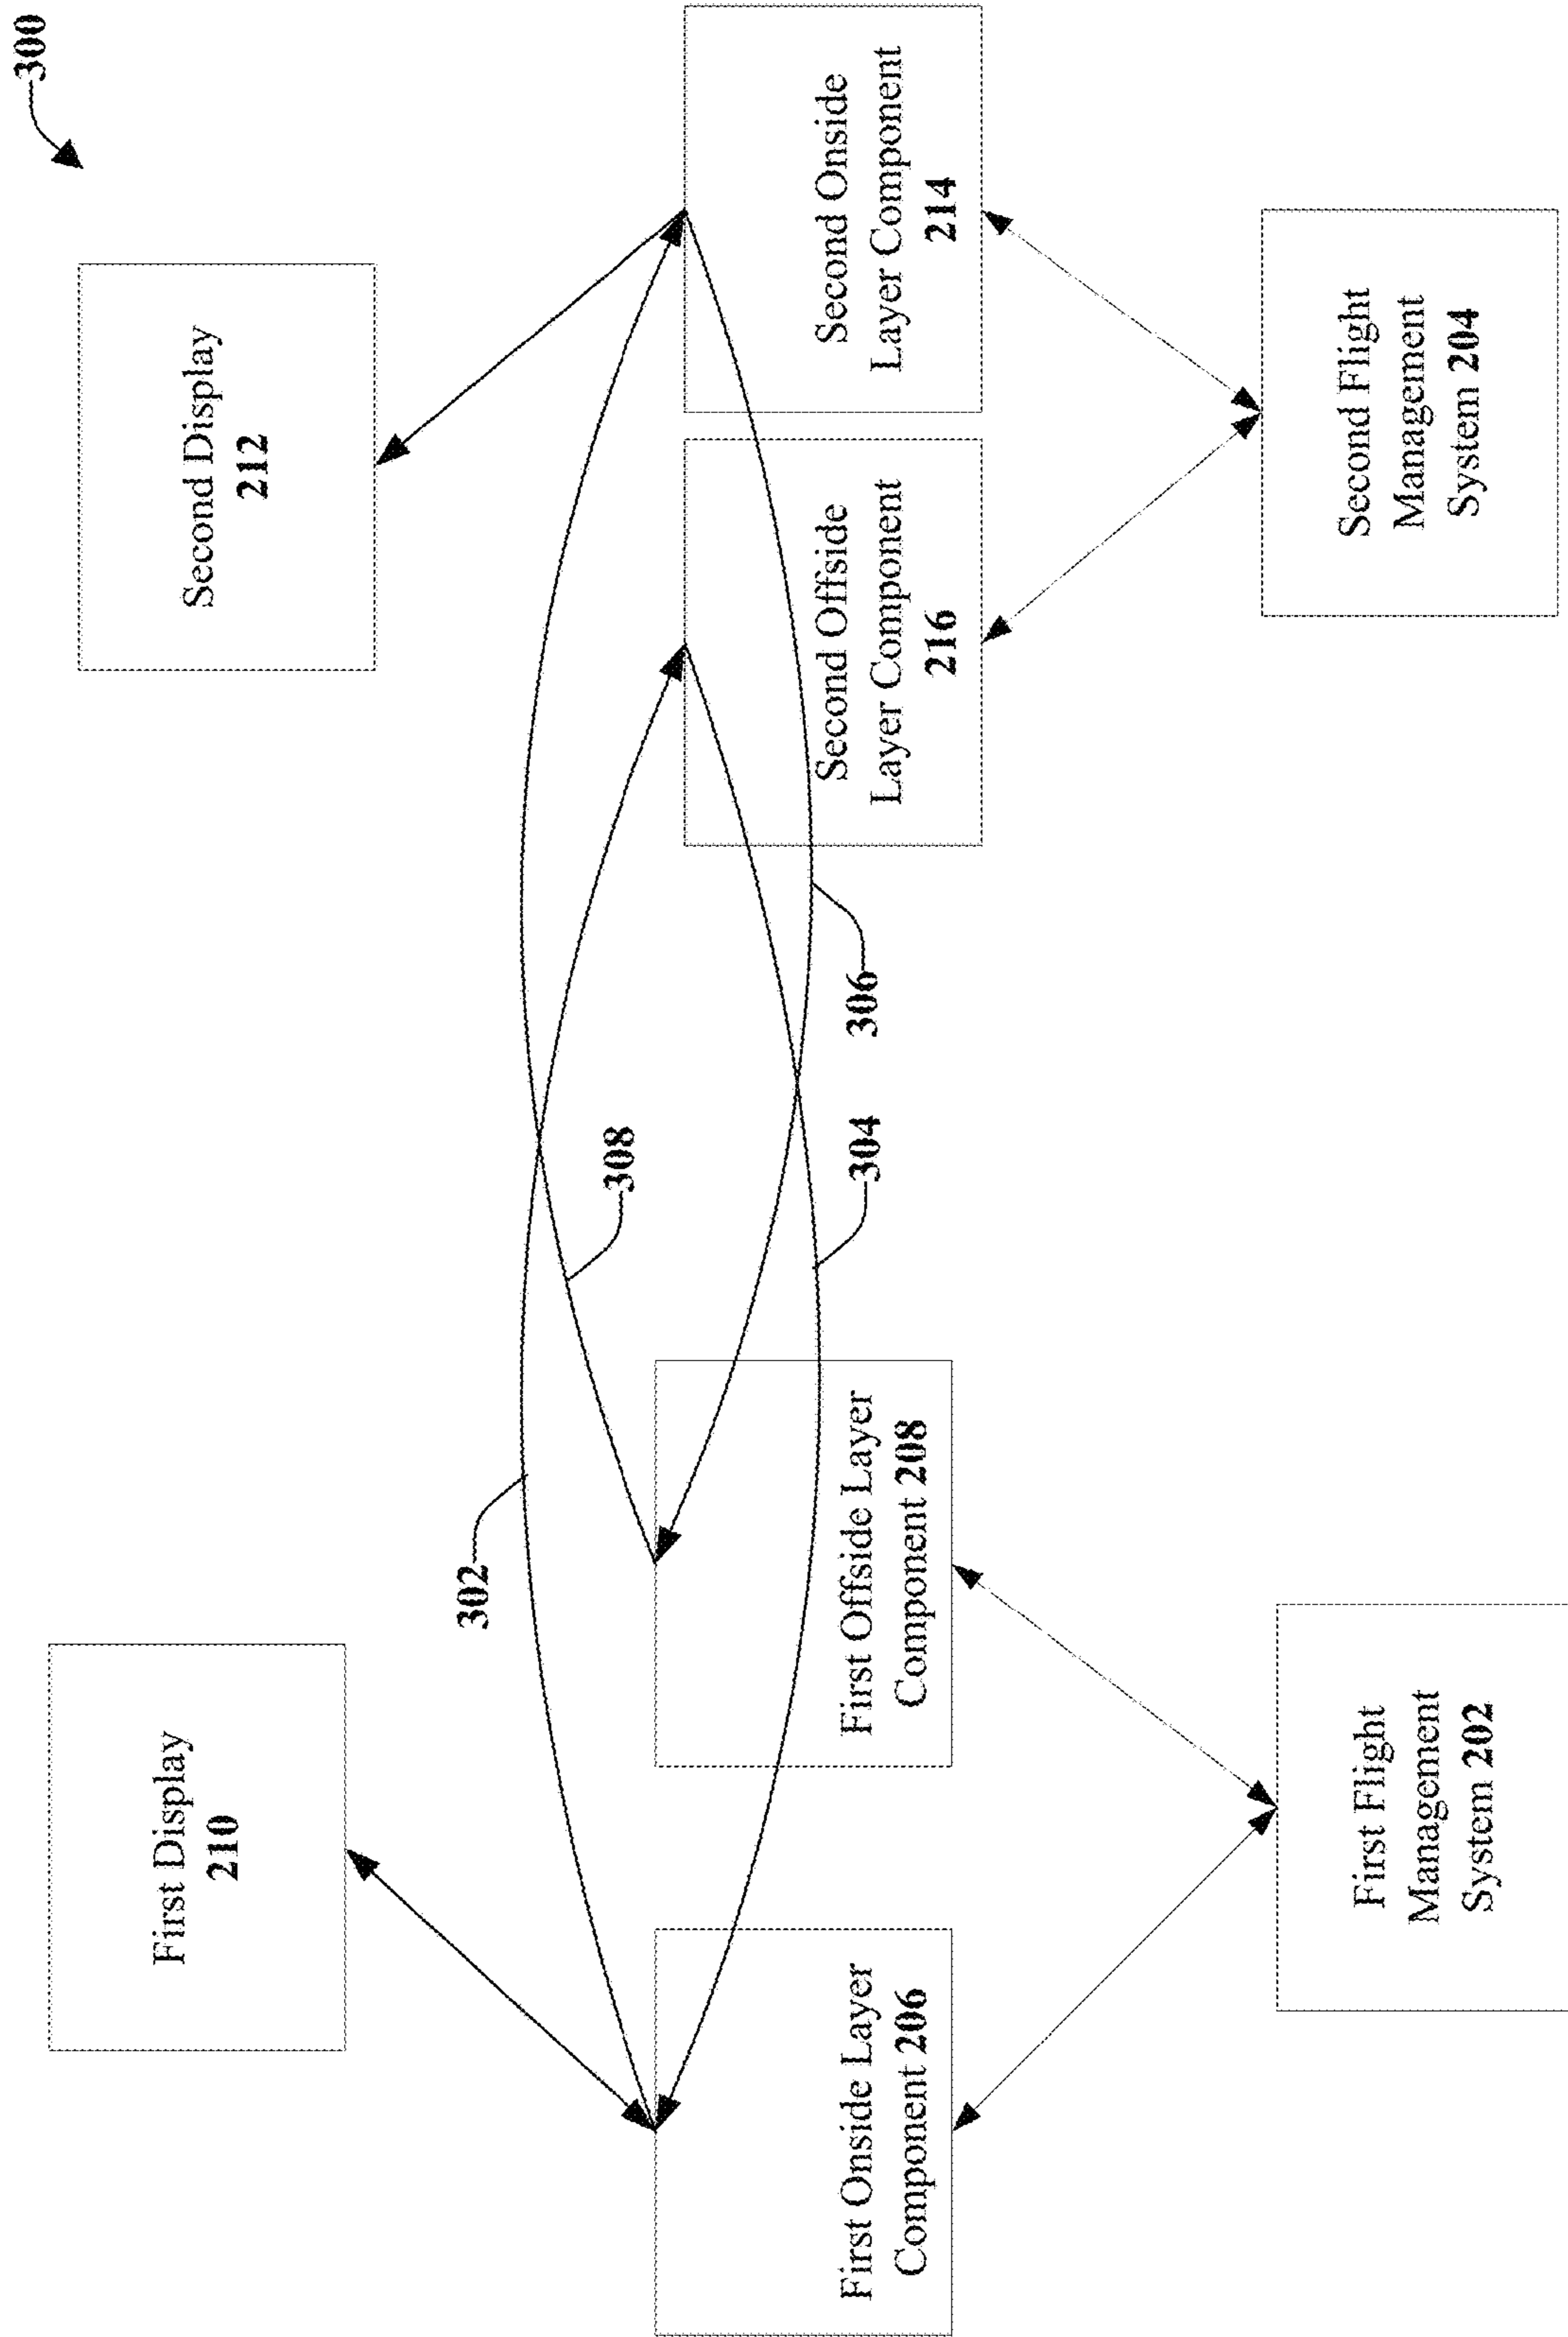 300
First Display
210
Second Display
212
302
308
304
306
First Onside Layer
Component 206
First Offside Layer
Component 208
Second Offside
Layer Component
216
Second Onside
Layer Component
214
First Flight
Management
System 202
Second Flight
Management
System 204